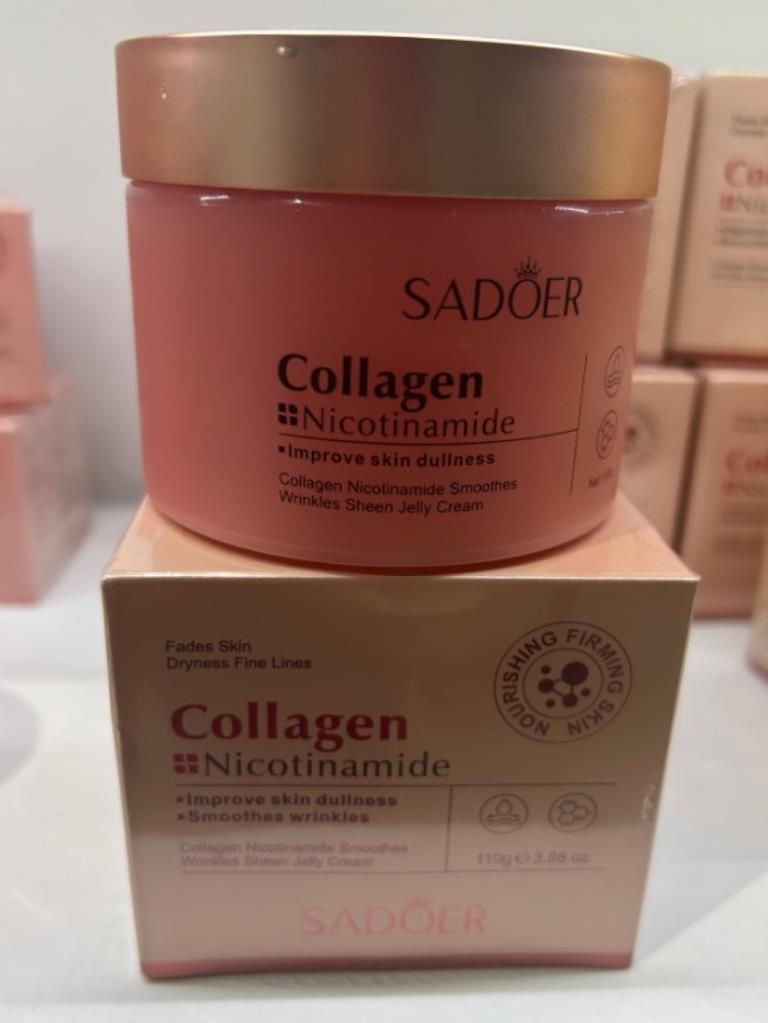 SADOER
Collagen
Nicotinamide
▪Improve skin dullness
Collagen Nicotinamide Smoothes
Wrinkles Sheen Jelly Cream
Fades Skin
Dryness Fine Lines
NOURISHING FIRMING SKIN
Collagen
Nicotinamide
▪Improve skin dullness
▪Smoothes wrinkles
Collagen Nicotinamide Smoothes
Wrinkles Sheen Jelly Cream
110g ℮ 3.88 oz
SADOER